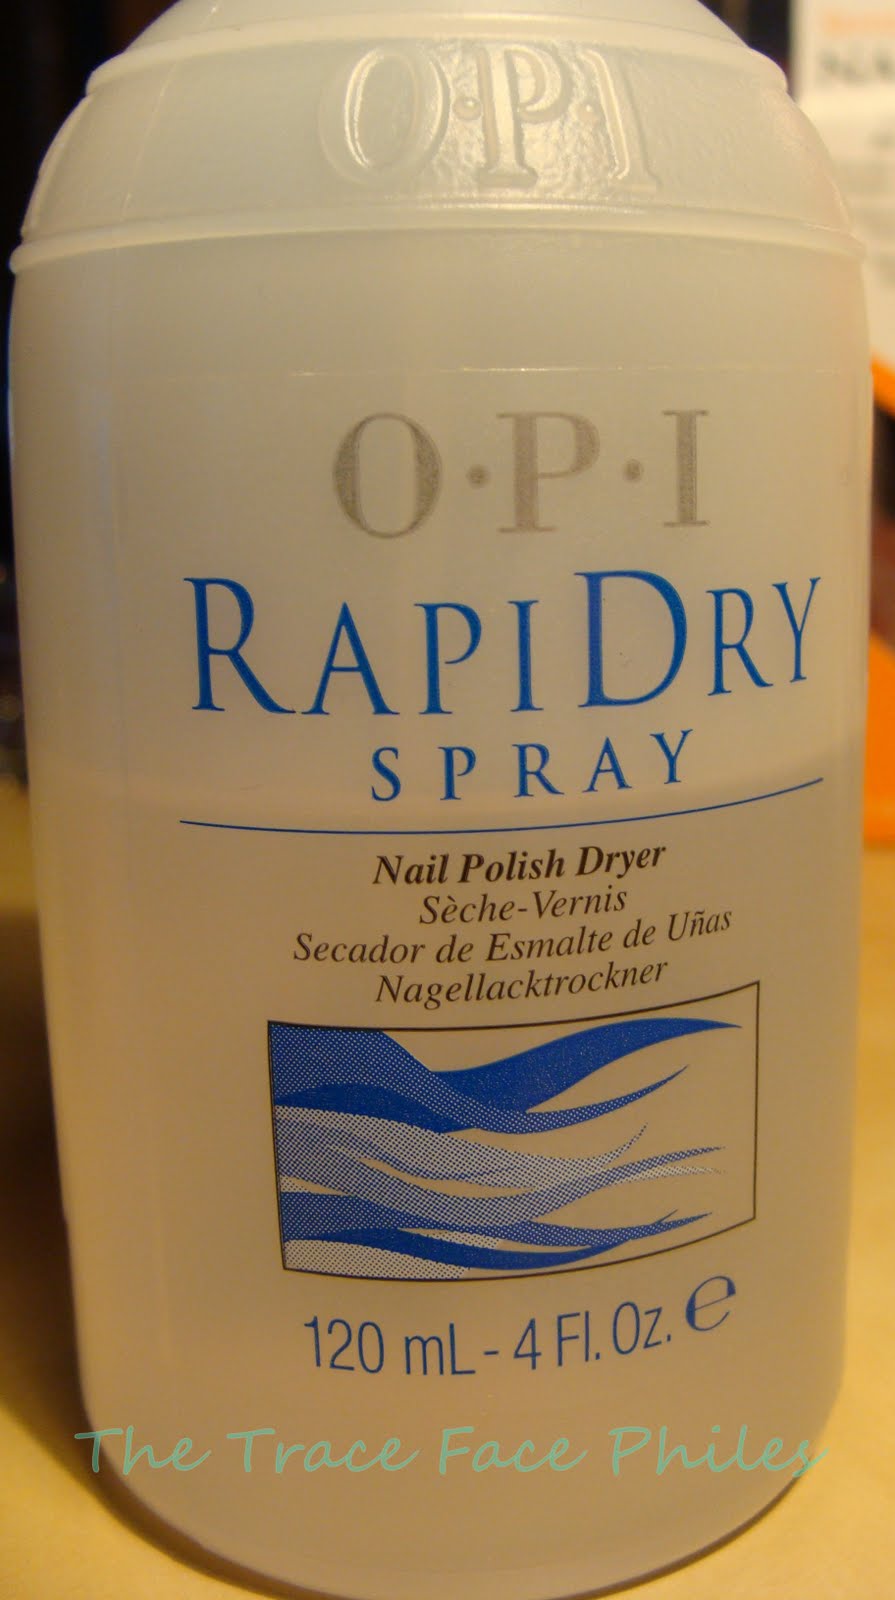 O·P·I
O·P·I
RAPIDRY
SPRAY
Nail Polish Dryer
Sèche-Vernis
Secador de Esmalte de Uñas
Nagellacktrockner
120 mL - 4 Fl. Oz. ℮
The Trace Face Philes